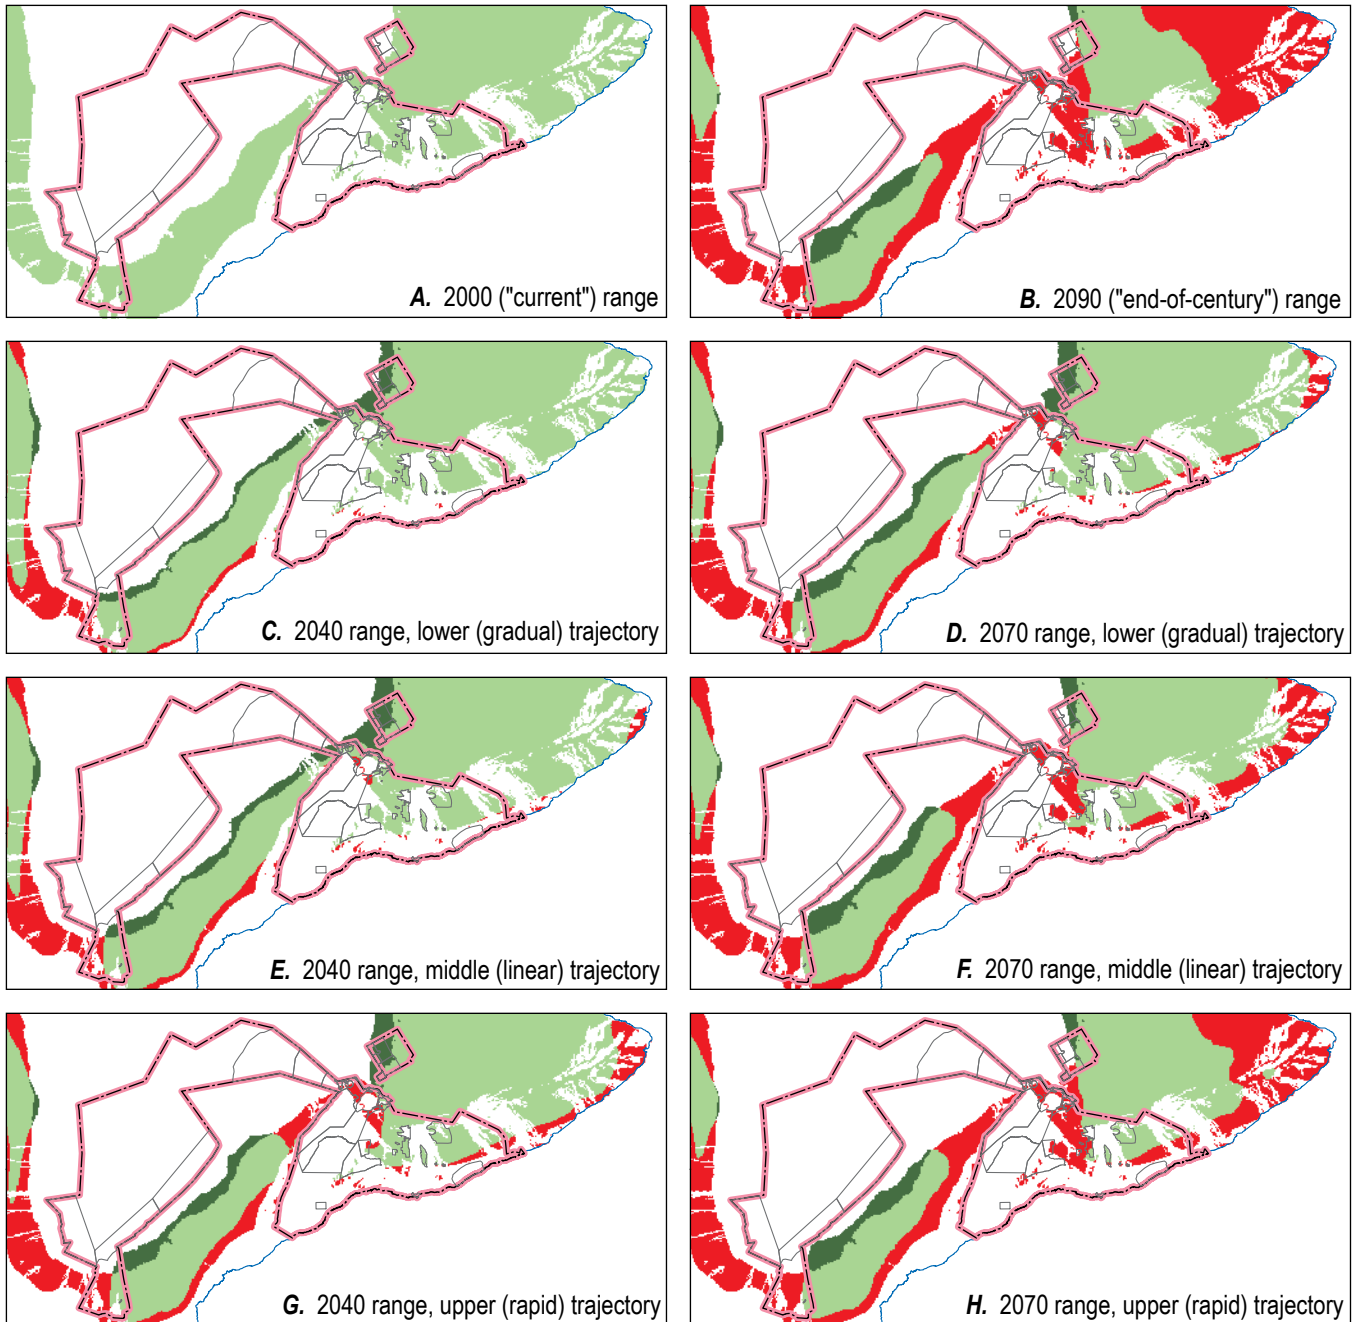 A. 2000 ("current") range
B. 2090 ("end-of-century") range
C. 2040 range, lower (gradual) trajectory
D. 2070 range, lower (gradual) trajectory
E. 2040 range, middle (linear) trajectory
F. 2070 range, middle (linear) trajectory
G. 2040 range, upper (rapid) trajectory
H. 2070 range, upper (rapid) trajectory